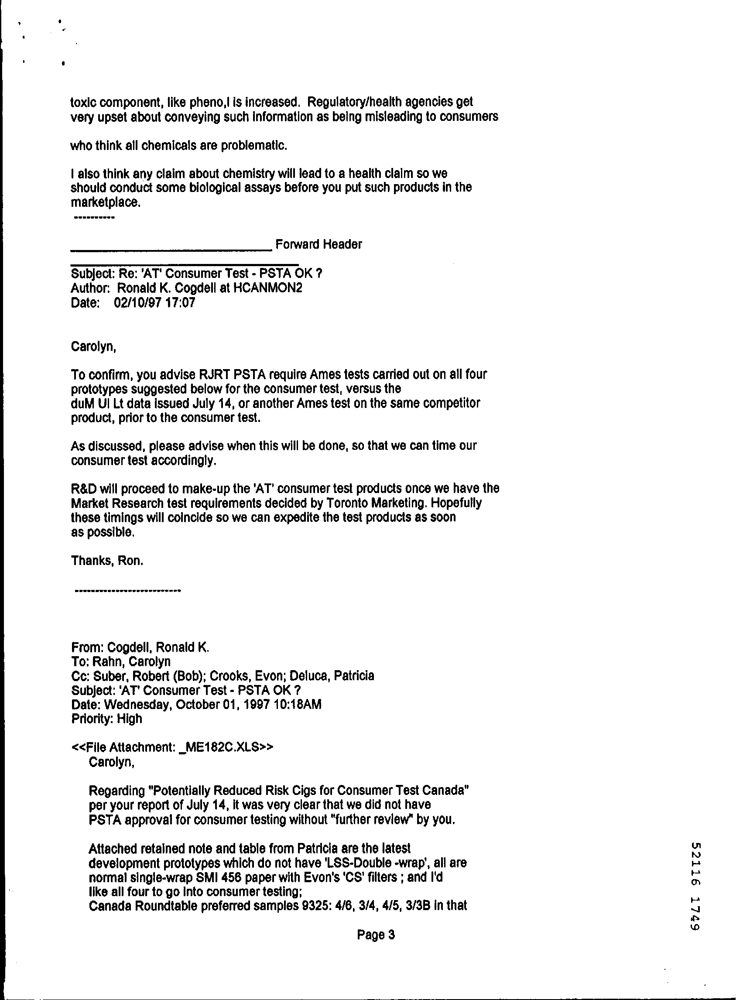 toxic component, like pheno,l is increased. Regulatory/health agencies get
very upset about conveying such information as being misleading to consumers
who think all chemicals are problematic.
I also think any claim about chemistry will lead to a health claim so we
should conduct some biological assays before you put such products in the
marketplace.
----------
______________________________ Forward Header
______________________________
Subject: Re: 'AT' Consumer Test - PSTA OK ?
Author: Ronald K. Cogdell at HCANMON2
Date: 02/10/97 17:07
Carolyn,
To confirm, you advise RJRT PSTA require Ames tests carried out on all four
prototypes suggested below for the consumer test, versus the
duM Ul Lt data issued July 14, or another Ames test on the same competitor
product, prior to the consumer test.
As discussed, please advise when this will be done, so that we can time our
consumer test accordingly.
R&D will proceed to make-up the 'AT' consumer test products once we have the
Market Research test requirements decided by Toronto Marketing. Hopefully
these timings will coincide so we can expedite the test products as soon
as possible.
Thanks, Ron.
--------------------------
From: Cogdell, Ronald K.
To: Rahn, Carolyn
Cc: Suber, Robert (Bob); Crooks, Evon; Deluca, Patricia
Subject: 'AT' Consumer Test - PSTA OK ?
Date: Wednesday, October 01, 1997 10:18AM
Priority: High
<<File Attachment: _ME182C.XLS>>
Carolyn,
Regarding "Potentially Reduced Risk Cigs for Consumer Test Canada"
per your report of July 14, it was very clear that we did not have
PSTA approval for consumer testing without "further review" by you.
Attached retained note and table from Patricia are the latest
development prototypes which do not have 'LSS-Double -wrap', all are
normal single-wrap SMI 456 paper with Evon's 'CS' filters ; and I'd
like all four to go into consumer testing;
Canada Roundtable preferred samples 9325: 4/6, 3/4, 4/5, 3/3B in that
Page 3
52116 1749